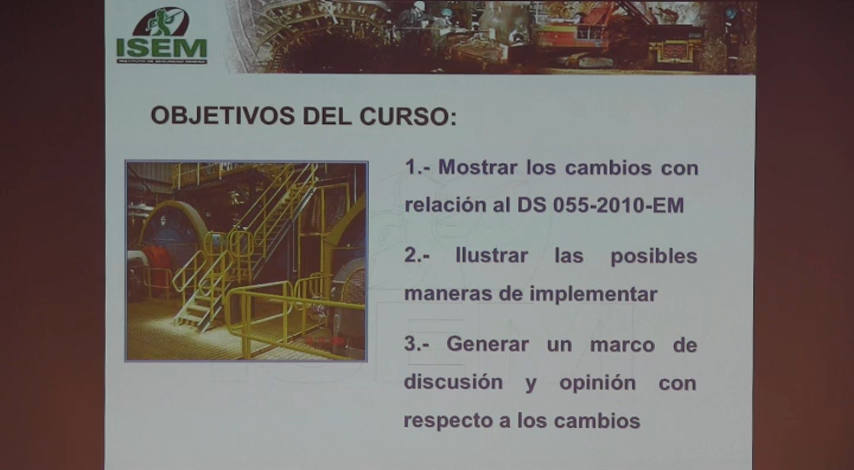 ISEM
OBJETIVOS DEL CURSO:
1.- Mostrar los cambios con
relación al DS 055-2010-EM
2.- Ilustrar las posibles
maneras de implementar
3.- Generar un marco de
discusión y opinión con
respecto a los cambios
ISEM